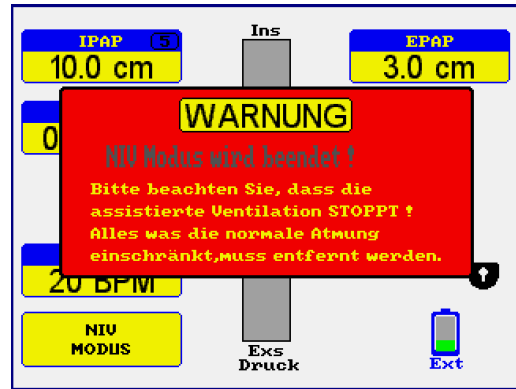 Ins
IPAP 5
EPAP
10.0 cm
3.0 cm
WARNUNG
0
NIV Modus wird beendet !
Bitte beachten Sie, dass die
assistierte Ventilation STOPPT !
Alles was die normale Atmung
einschränkt,muss entfernt werden.
20 BPM
NIV
MODUS
Exs
Druck
Ext